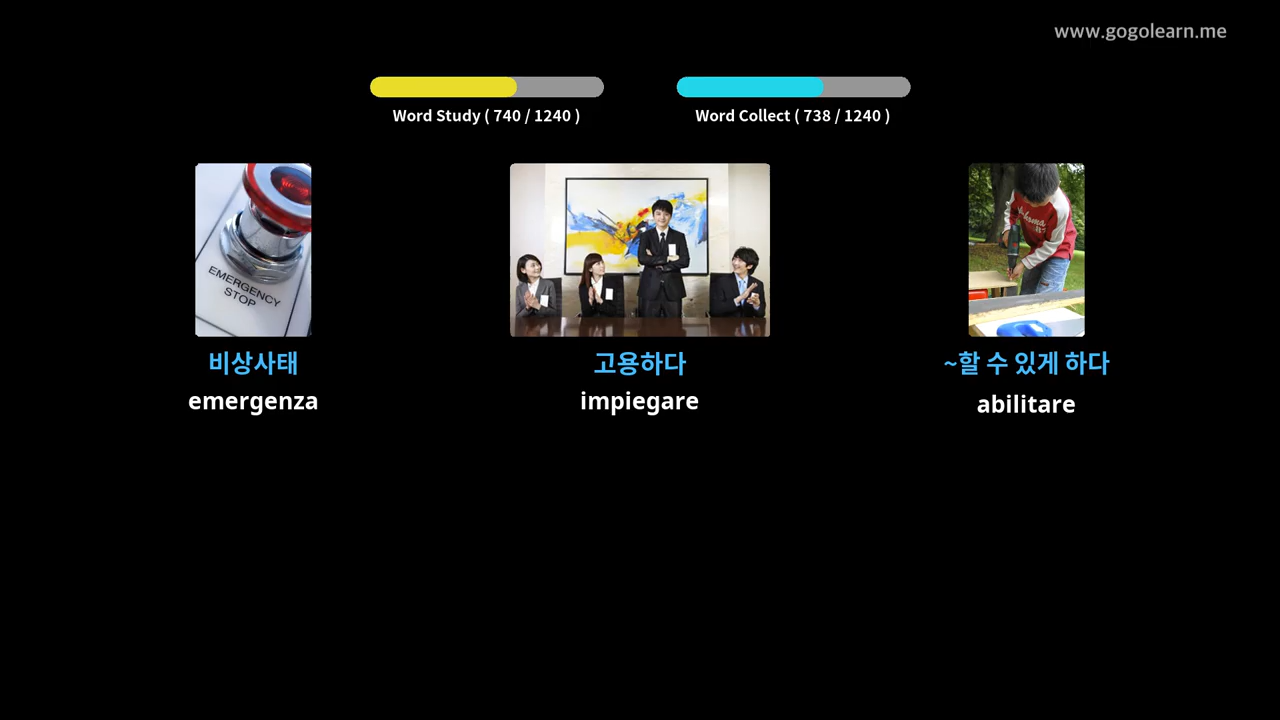 www.gogolearn.me
Word Study ( 740 / 1240 )
Word Collect ( 738 / 1240 )
EMERGENCY
STOP
비상사태
고용하다
~할 수 있게 하다
emergenza
impiegare
abilitare